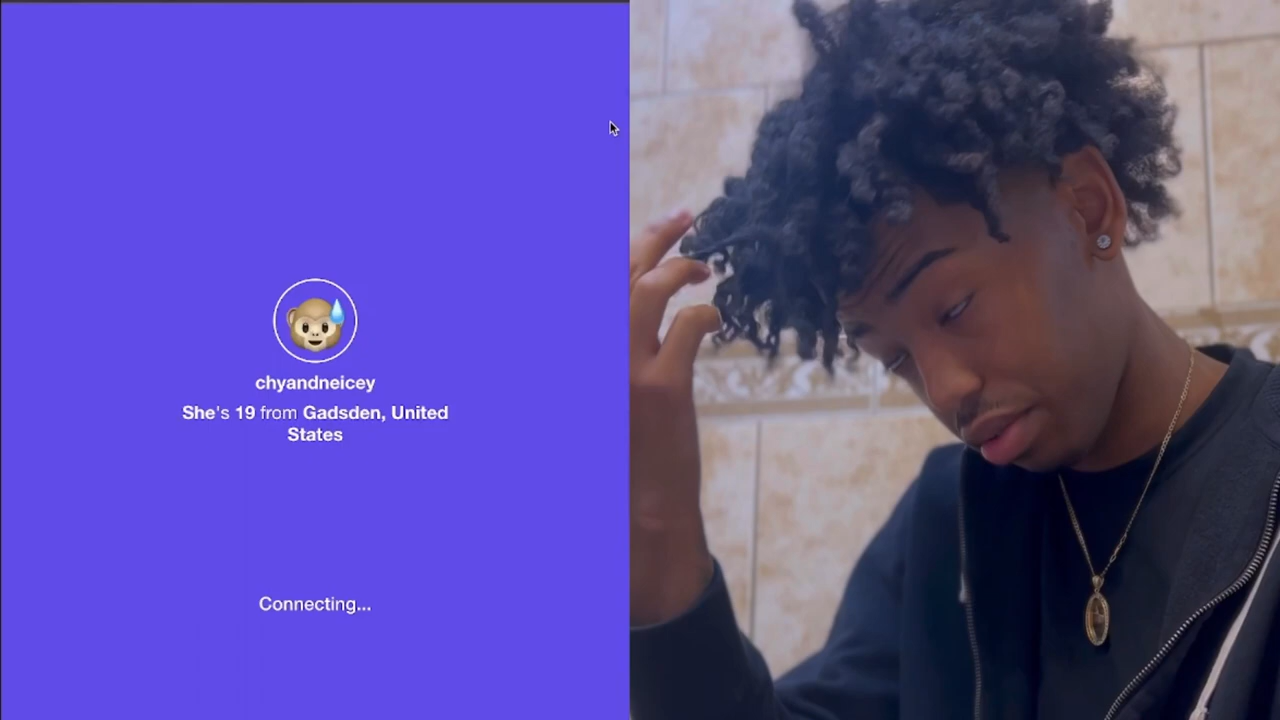 chyandneicey
She's 19 from Gadsden, United
States
Connecting...